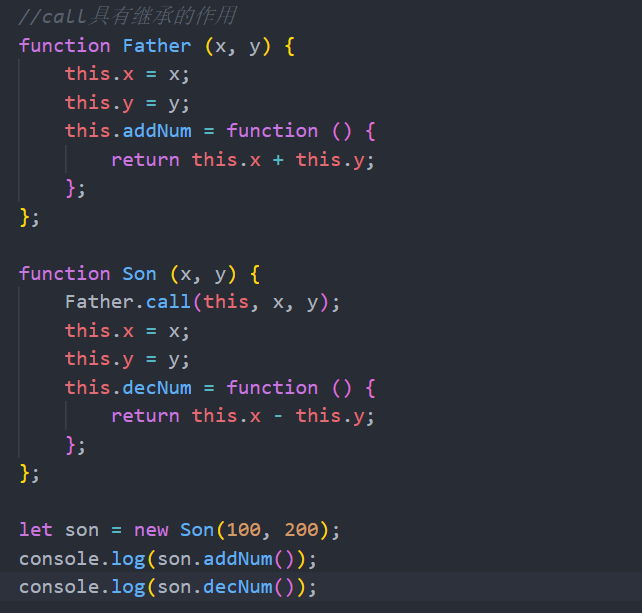 //call具有继承的作用
function Father (x, y) {
    this.x = x;
    this.y = y;
    this.addNum = function () {
        return this.x + this.y;
    };
};

function Son (x, y) {
    Father.call(this, x, y);
    this.x = x;
    this.y = y;
    this.decNum = function () {
        return this.x - this.y;
    };
};

let son = new Son(100, 200);
console.log(son.addNum());
console.log(son.decNum());